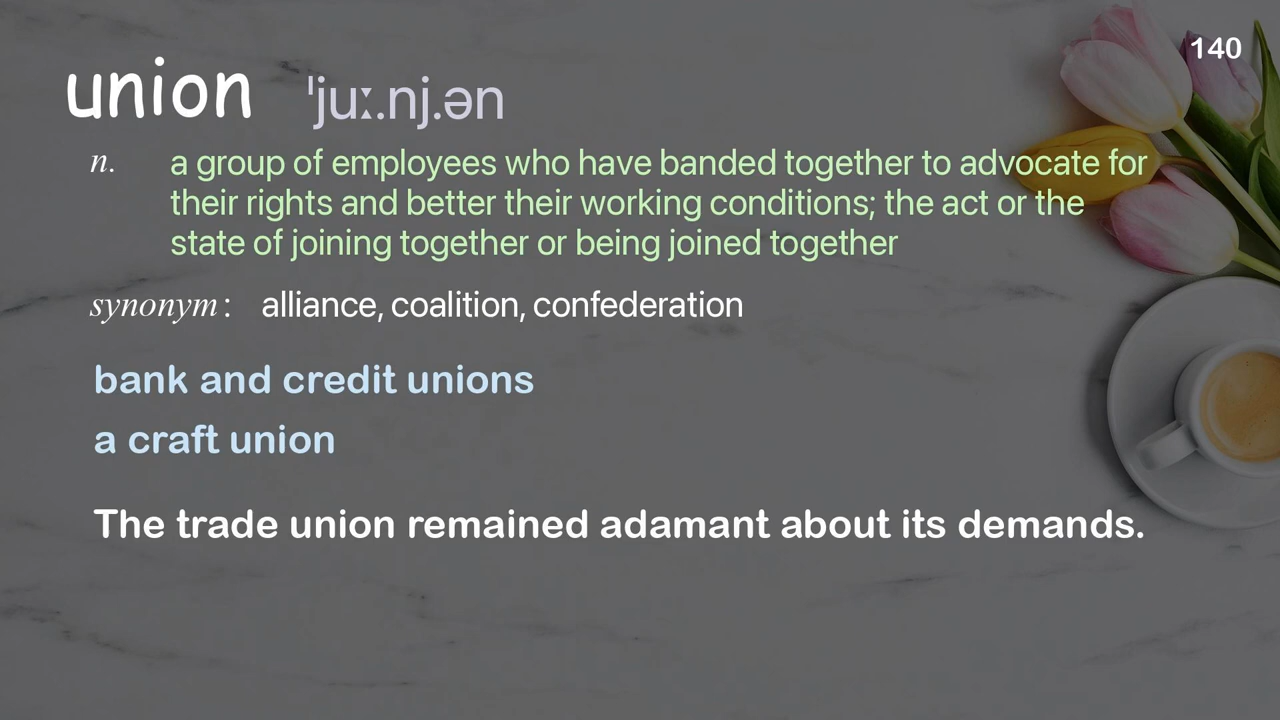 140
union ˈjuː.nj.ən
n. a group of employees who have banded together to advocate for
their rights and better their working conditions; the act or the
state of joining together or being joined together
synonym : alliance, coalition, confederation
bank and credit unions
a craft union
The trade union remained adamant about its demands.